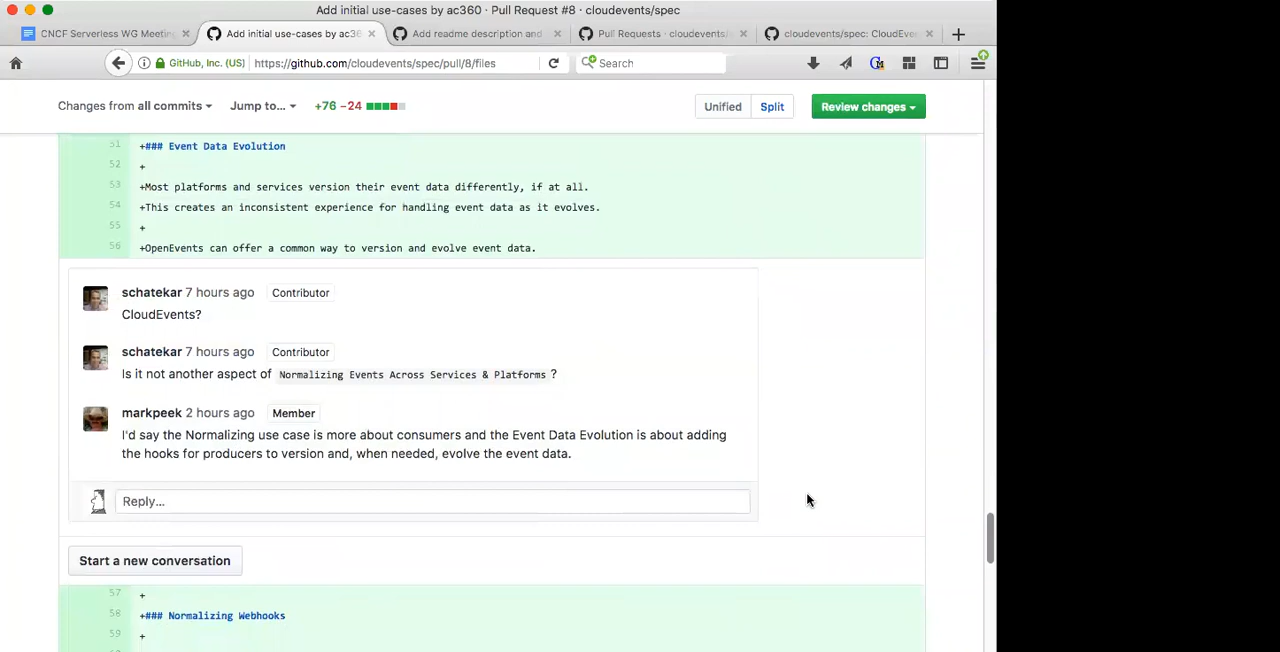 Add initial use-cases by ac360 · Pull Request #8 · cloudevents/spec
CNCF Serverless WG Meeting
Add initial use-cases by ac36
Add readme description and
Pull Requests · cloudevents/
cloudevents/spec: CloudEve
GitHub, Inc. (US)
https://github.com/cloudevents/spec/pull/8/files
Search
Changes from all commits
Jump to...
+76 −24
Unified
Split
Review changes
51 +### Event Data Evolution
52 +
53 +Most platforms and services version their event data differently, if at all.
54 +This creates an inconsistent experience for handling event data as it evolves.
55 +
56 +OpenEvents can offer a common way to version and evolve event data.
schatekar 7 hours ago Contributor
CloudEvents?
schatekar 7 hours ago Contributor
Is it not another aspect of Normalizing Events Across Services & Platforms ?
markpeek 2 hours ago Member
I'd say the Normalizing use case is more about consumers and the Event Data Evolution is about adding
the hooks for producers to version and, when needed, evolve the event data.
Reply...
Start a new conversation
57 +
58 +### Normalizing Webhooks
59 +